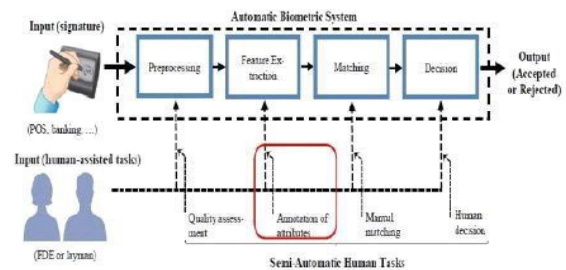 Automatic Biometric System
Input (signature)
Preprocessing
Feature Ex-
traction
Matching
Decision
Output
(Accepted
or Rejected)
(POS, banking, ...)
Input (human-assisted tasks)
(FDE or layman)
Quality assess-
ment
Annotation of
attributes
Manual
matching
Human
decision
Semi-Automatic Human Tasks